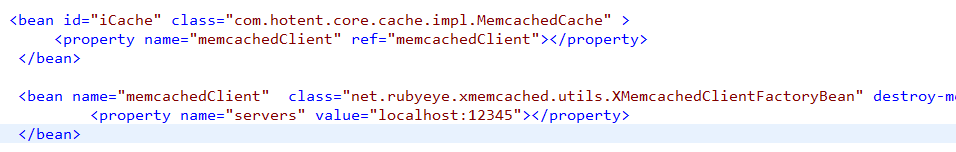 <bean id="iCache" class="com.hotent.core.cache.impl.MemcachedCache" >
<property name="memcachedClient" ref="memcachedClient"></property>
</bean>
<bean name="memcachedClient"  class="net.rubyeye.xmemcached.utils.XMemcachedClientFactoryBean" destroy-me
<property name="servers" value="localhost:12345"></property>
</bean>